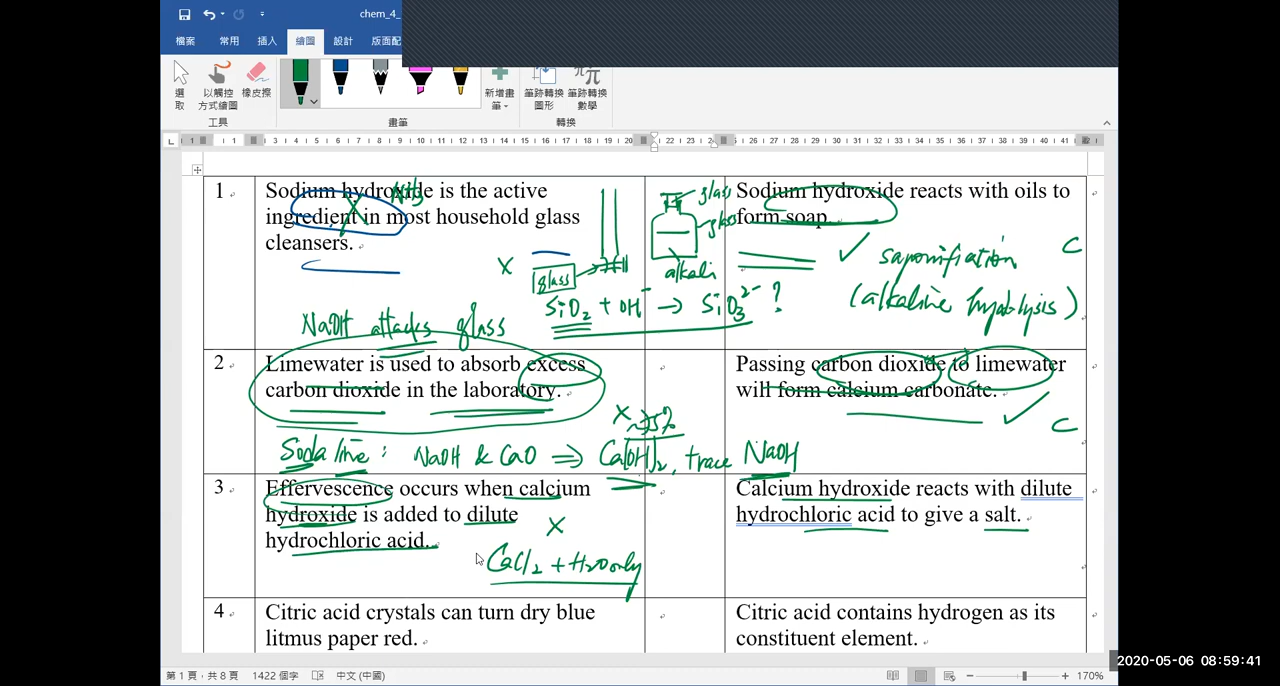 chem_4_
檔案 常用 插入 繪圖 設計 版面配
選取 以觸控方式繪圖 橡皮擦 新增畫筆 筆跡轉換圖形 筆跡轉換數學
工具 畫筆 轉換
1 Sodium hydroxide is the active
ingredient in most household glass
cleansers.
NH3
X
glass
glass
glass
alkali
SiO2 + OH- → SiO3 2- ?
NaOH attacks glass
Sodium hydroxide reacts with oils to
form soap.
✓ saponification C
(alkaline hydrolysis)
2 Limewater is used to absorb excess
carbon dioxide in the laboratory.
X
Passing carbon dioxide to limewater
will form calcium carbonate.
✓ C
Soda lime : NaOH & CaO ⇒ Ca(OH)2, trace NaOH
3 Effervescence occurs when calcium
hydroxide is added to dilute
hydrochloric acid.
X
CaCl2 + H2O only
Calcium hydroxide reacts with dilute
hydrochloric acid to give a salt.
4 Citric acid crystals can turn dry blue
litmus paper red.
Citric acid contains hydrogen as its
constituent element.
第 1 頁，共 8 頁 1422 個字 中文 (中國) 170%
2020-05-06 08:59:41